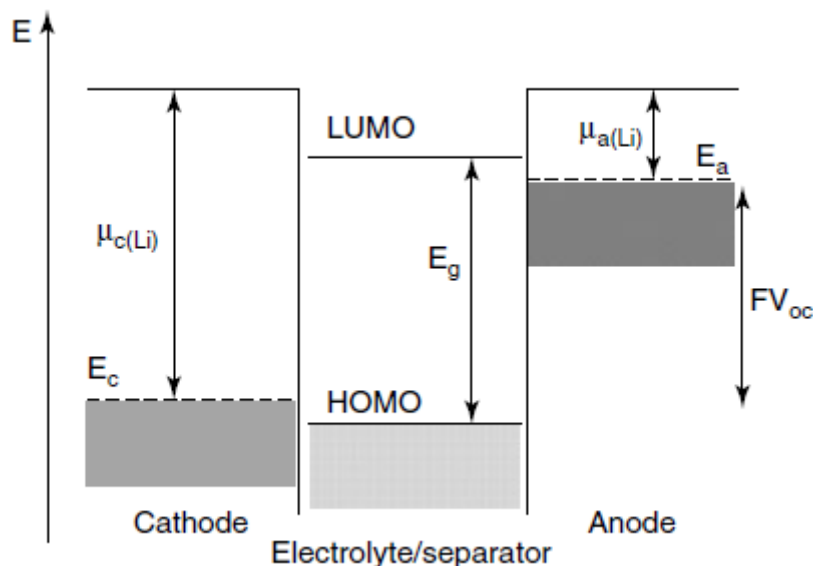 E
LUMO
μa(Li)
Ea
μc(Li)
Eg
FVoc
Ec
HOMO
Cathode
Anode
Electrolyte/separator